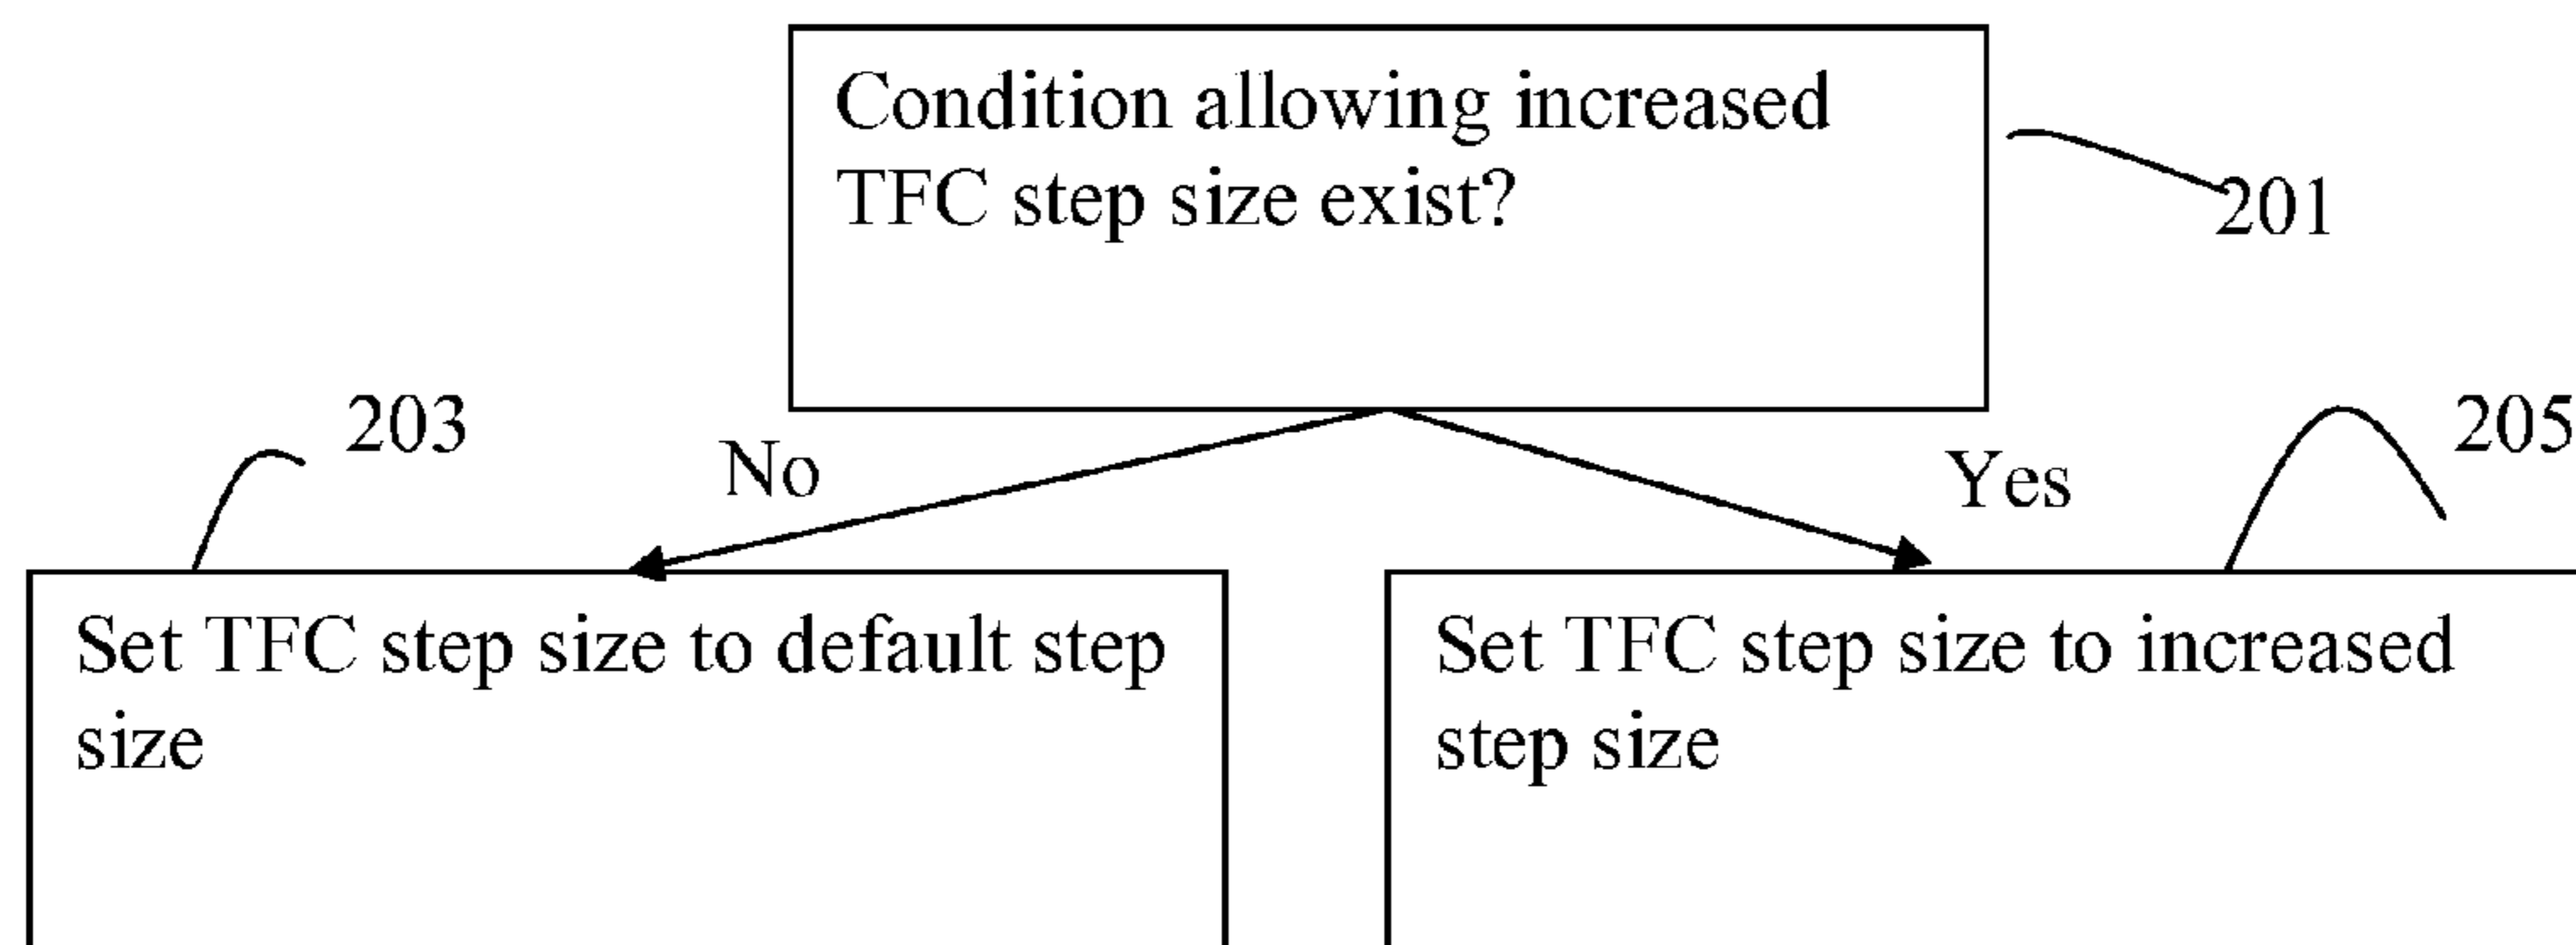 Condition allowing increased
TFC step size exist?
201
203
205
No
Yes
Set TFC step size to default step
size
Set TFC step size to increased
step size